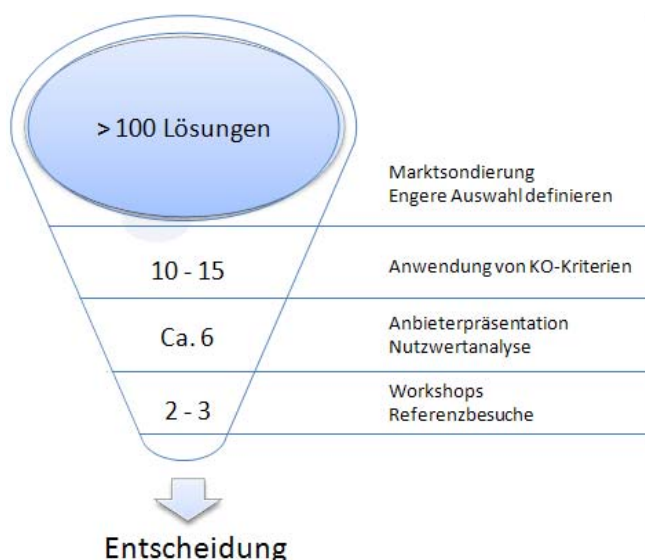 > 100 Lösungen
Marktsondierung
Engere Auswahl definieren
10 - 15
Anwendung von KO-Kriterien
Ca. 6
Anbieterpräsentation
Nutzwertanalyse
2 - 3
Workshops
Referenzbesuche
Entscheidung